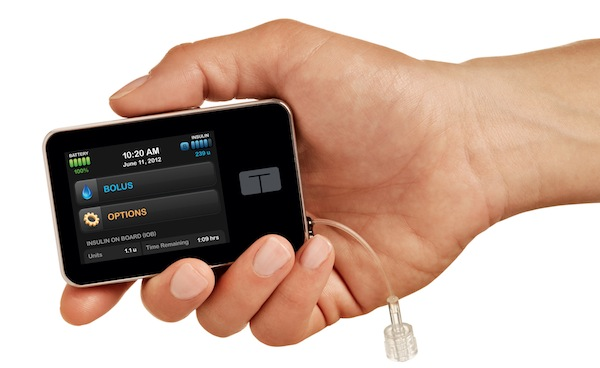 BATTERY
100%
10:20 AM
June 11, 2012
INSULIN
239 u
BOLUS
OPTIONS
INSULIN ON BOARD (IOB)
Units 1.1 u Time Remaining 1:09 hrs
T